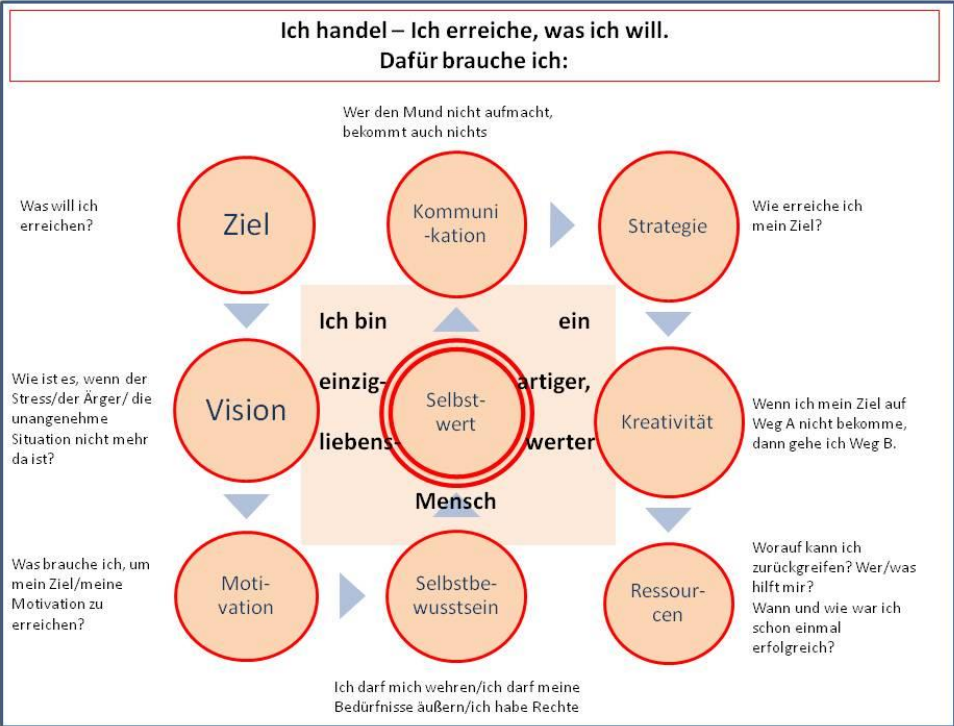 Ich handel – Ich erreiche, was ich will.
Dafür brauche ich:
Was will ich
erreichen?
Ziel
Wie ist es, wenn der
Stress/der Ärger/ die
unangenehme
Situation nicht mehr
da ist?
Vision
Was brauche ich, um
mein Ziel/meine
Motivation zu
erreichen?
Moti-
vation
Selbstbe-
wusstsein
Ich darf mich wehren/ich darf meine
Bedürfnisse äußern/ich habe Rechte
Ich bin ein
einzig- artiger,
liebens- werter
Mensch
Selbst-
wert
Wer den Mund nicht aufmacht,
bekommt auch nichts
Kommuni
-kation
Strategie
Wie erreiche ich
mein Ziel?
Kreativität
Wenn ich mein Ziel auf
Weg A nicht bekomme,
dann gehe ich Weg B.
Ressour-
cen
Worauf kann ich
zurückgreifen? Wer/was
hilft mir?
Wann und wie war ich
schon einmal
erfolgreich?